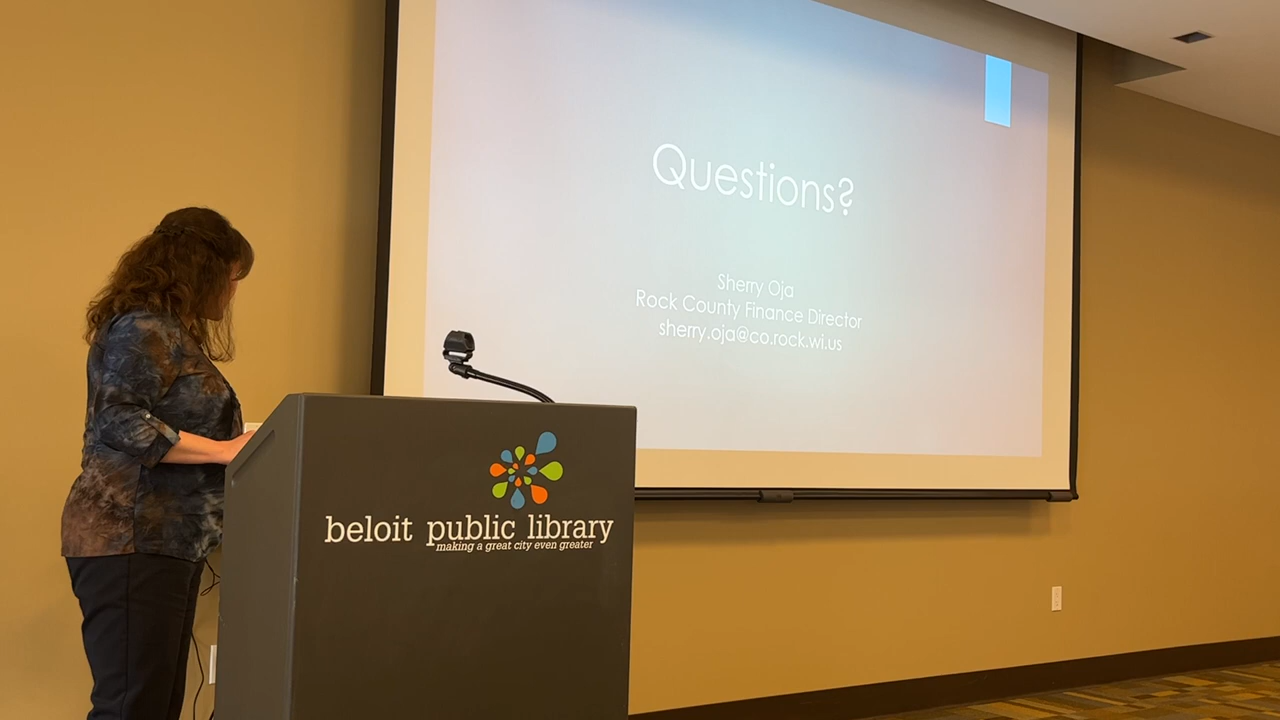 Questions?
Sherry Oja
Rock County Finance Director
sherry.oja@co.rock.wi.us
beloit public library
making a great city even greater